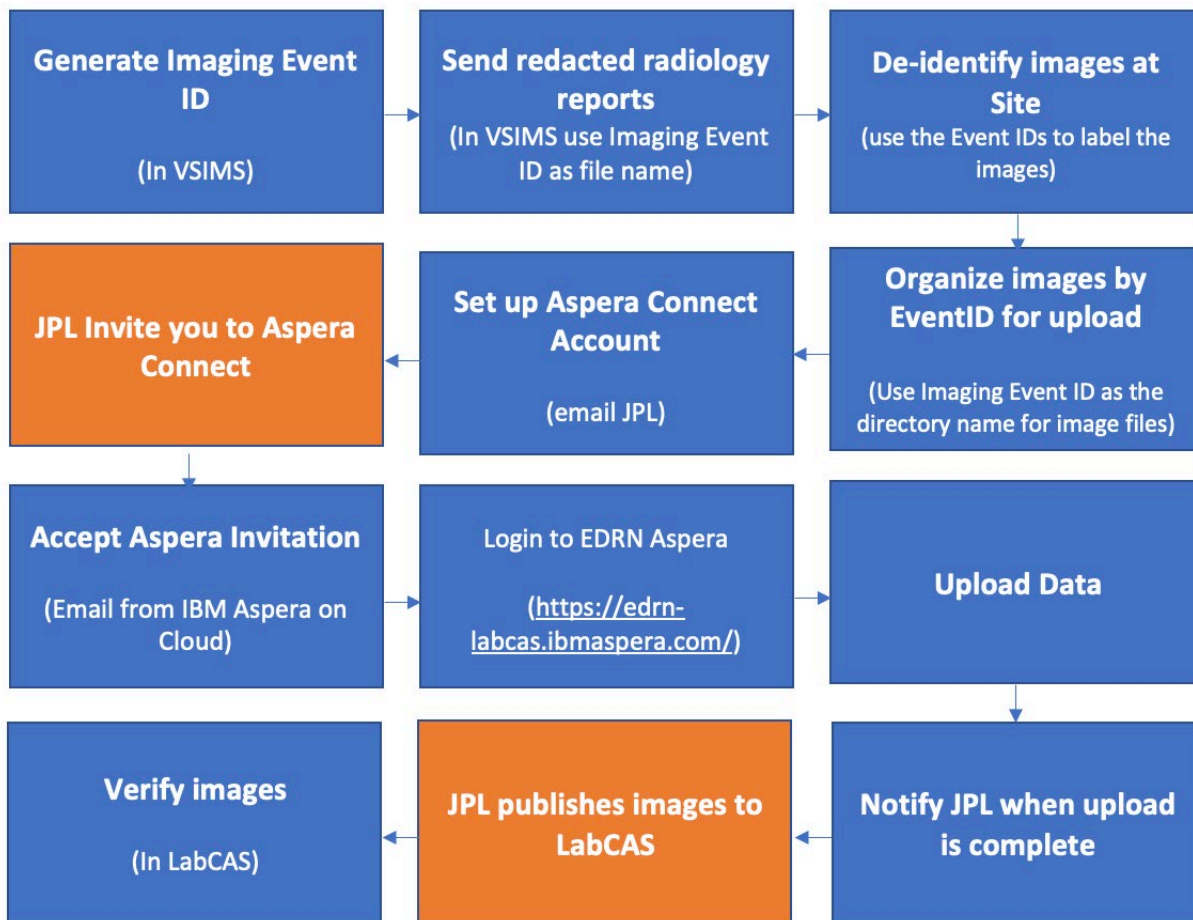 Generate Imaging Event
ID
(In VSIMS)
Send redacted radiology
reports
(In VSIMS use Imaging Event
ID as file name)
De-identify images at
Site
(use the Event IDs to label the
images)
Organize images by
EventID for upload
(Use Imaging Event ID as the
directory name for image files)
Set up Aspera Connect
Account
(email JPL)
JPL Invite you to Aspera
Connect
Accept Aspera Invitation
(Email from IBM Aspera on
Cloud)
Login to EDRN Aspera
(https://edrn-
labcas.ibmaspera.com/)
Upload Data
Notify JPL when upload
is complete
JPL publishes images to
LabCAS
Verify images
(In LabCAS)